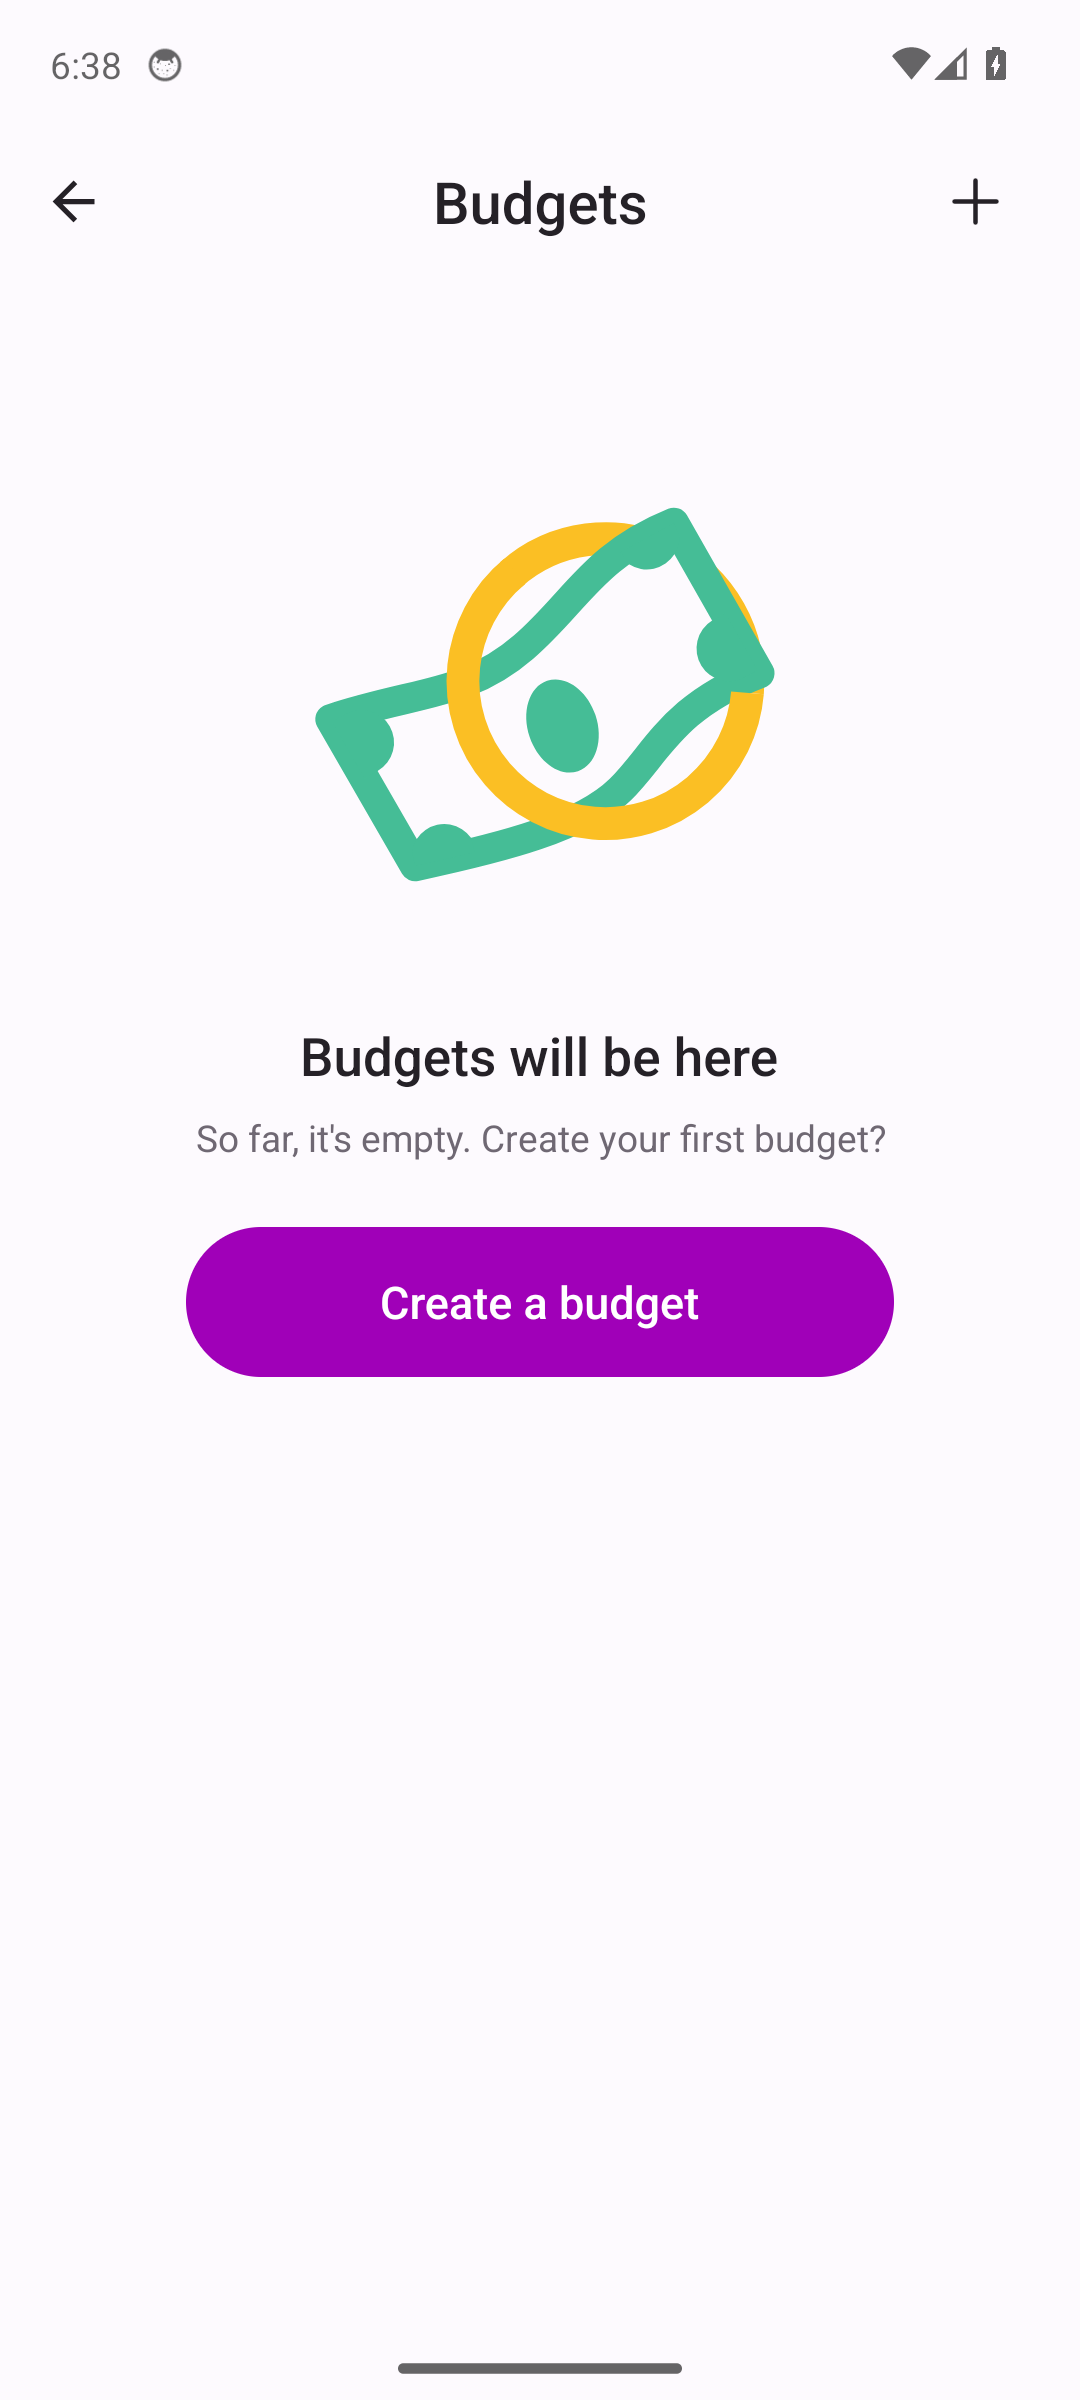 6:38
Budgets
Budgets will be here
So far, it's empty. Create your first budget?
Create a budget